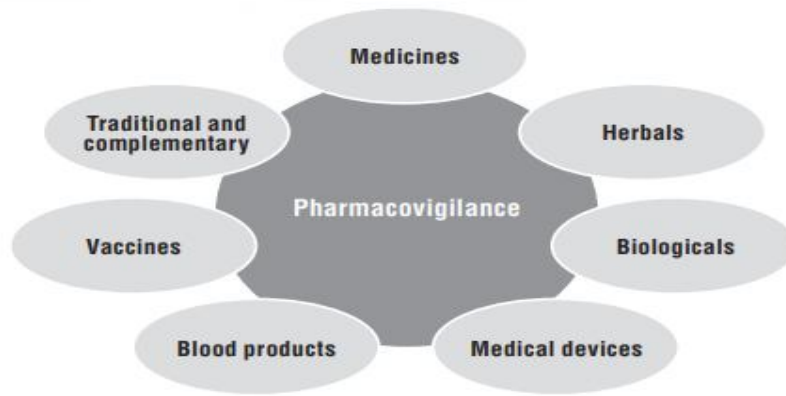 Medicines
Traditional and
complementary
Herbals
Pharmacovigilance
Vaccines
Biologicals
Blood products
Medical devices